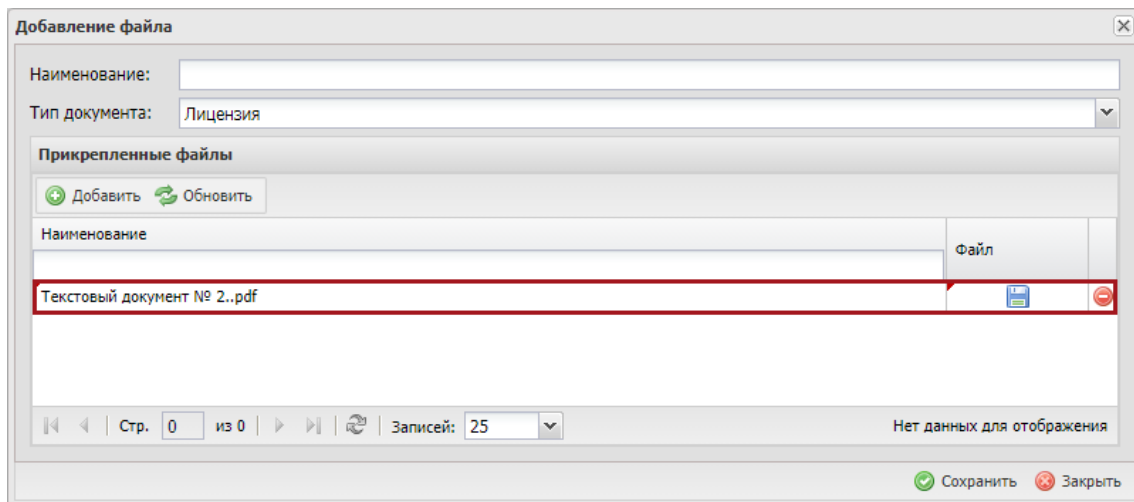 Добавление файла
Наименование:
Тип документа: Лицензия
Прикрепленные файлы
Добавить Обновить
Наименование Файл
Текстовый документ № 2..pdf
Стр. 0 из 0 Записей: 25 Нет данных для отображения
Сохранить Закрыть